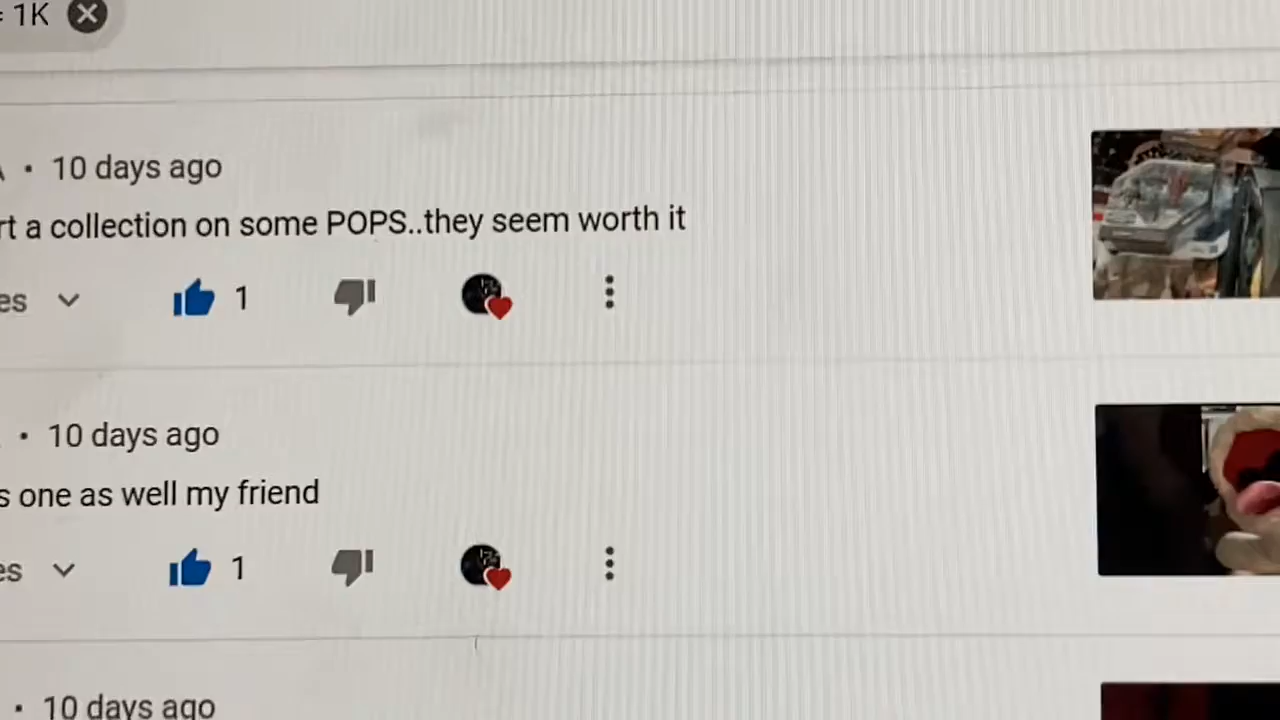 = 1K
• 10 days ago
rt a collection on some POPS..they seem worth it
es
1
• 10 days ago
s one as well my friend
es
1
• 10 days ago